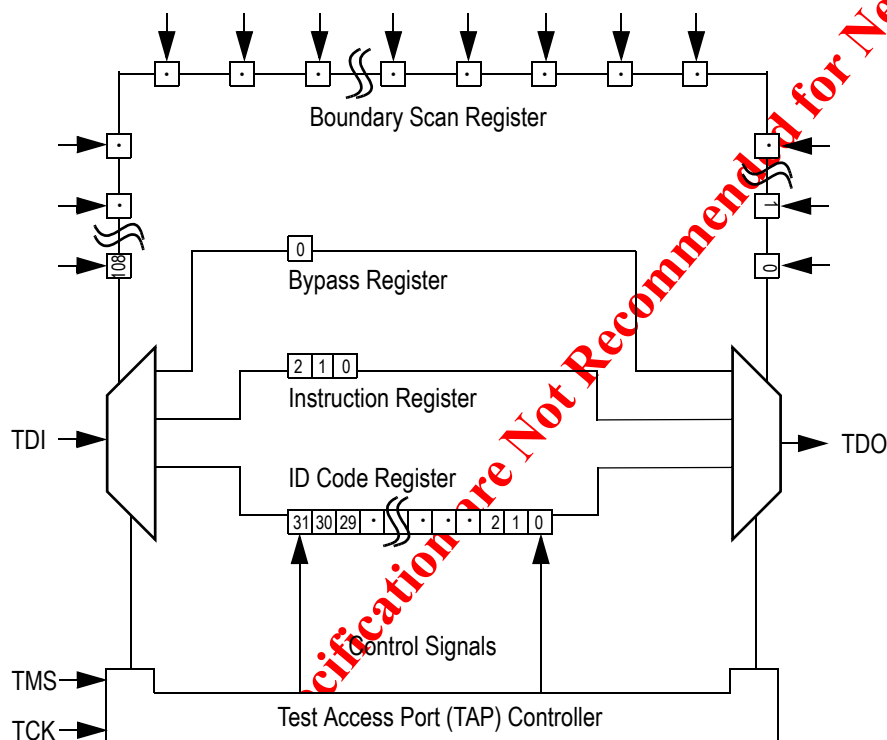 Boundary Scan Register
108
1
0
0
Bypass Register
2 1 0
Instruction Register
TDI
TDO
ID Code Register
31 30 29 · · · · 2 1 0
Control Signals
TMS
TCK
Test Access Port (TAP) Controller
are Not Recommended for